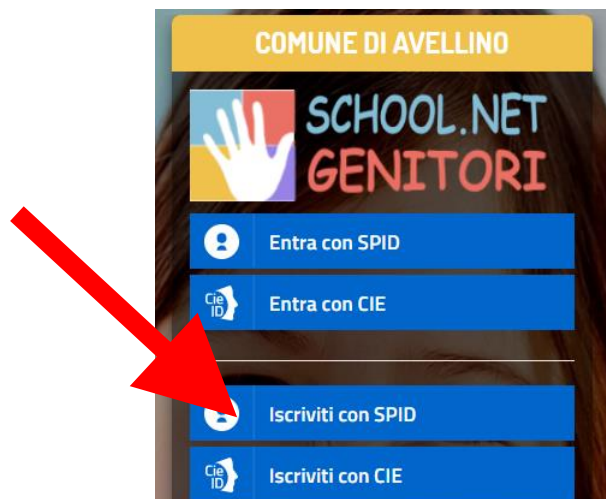 COMUNE DI AVELLINO
SCHOOL.NET
GENITORI
Entra con SPID
Cie
ID
Entra con CIE
Iscriviti con SPID
Cie
ID
Iscriviti con CIE